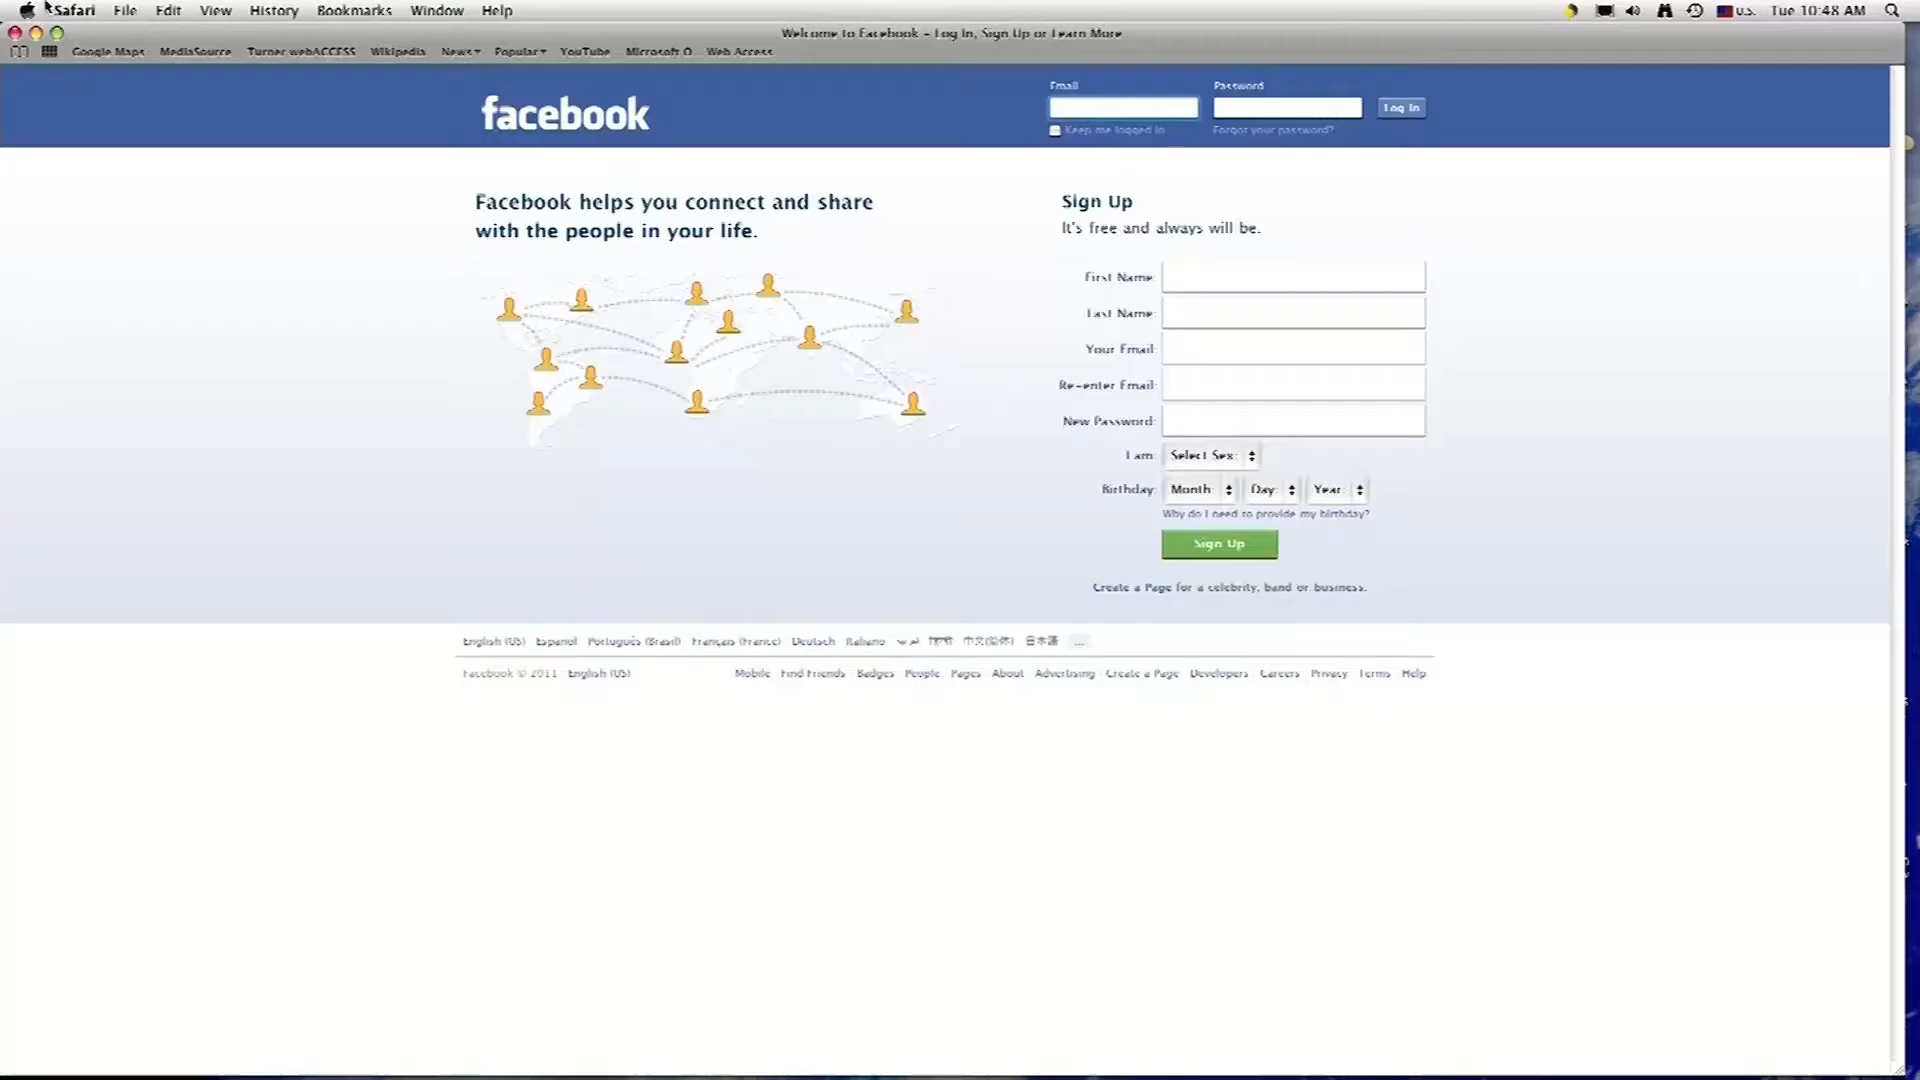 Safari File Edit View History Bookmarks Window Help U.S. Tue 10:48 AM
Welcome to Facebook - Log In, Sign Up or Learn More
Google Maps MediaSource Turner webACCESS Wikipedia News Popular YouTube Microsoft O Web Access
Email Password
facebook Log In
Keep me logged in Forgot your password?
Facebook helps you connect and share
with the people in your life.
Sign Up
It's free and always will be.
First Name:
Last Name:
Your Email:
Re-enter Email:
New Password:
I am: Select Sex:
Birthday: Month: Day: Year:
Why do I need to provide my birthday?
Sign Up
Create a Page for a celebrity, band or business.
English (US) Español Português (Brasil) Français (France) Deutsch Italiano 中文(简体) 日本語 ...
Facebook © 2011 English (US) Mobile Find Friends Badges People Pages About Advertising Create a Page Developers Careers Privacy Terms Help